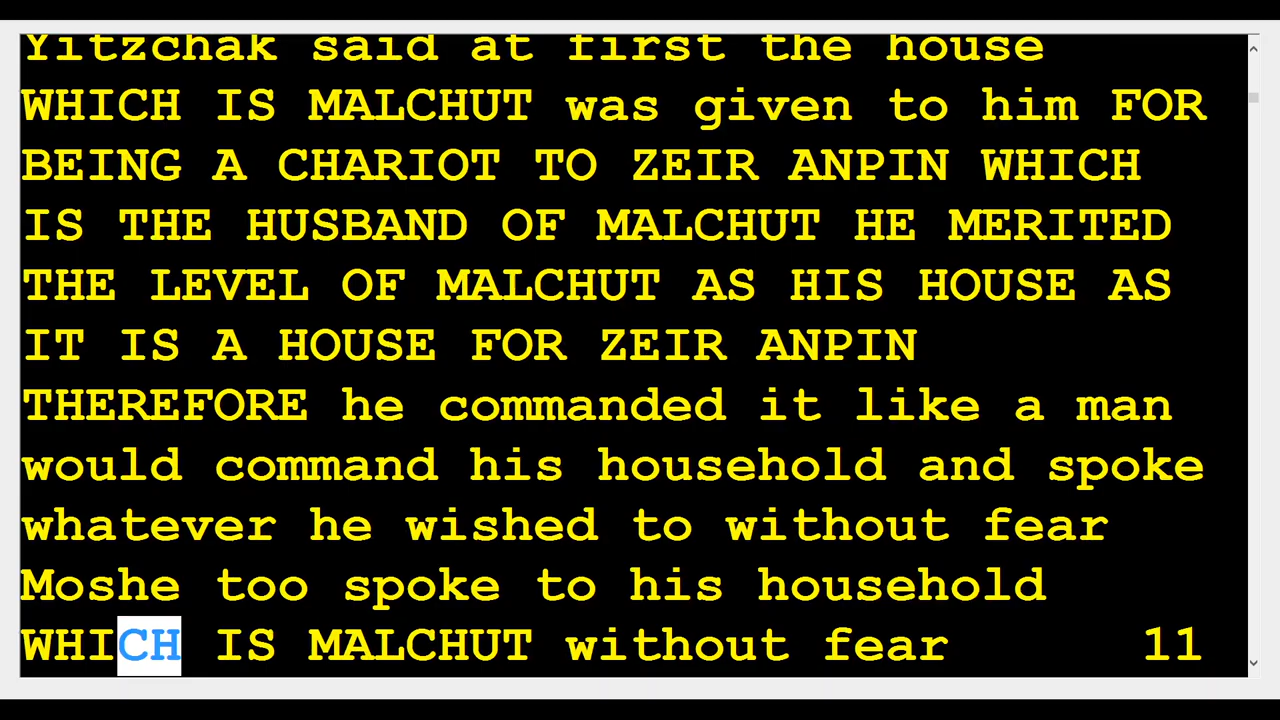 Yitzchak said at first the house
WHICH IS MALCHUT was given to him FOR
BEING A CHARIOT TO ZEIR ANPIN WHICH
IS THE HUSBAND OF MALCHUT HE MERITED
THE LEVEL OF MALCHUT AS HIS HOUSE AS
IT IS A HOUSE FOR ZEIR ANPIN
THEREFORE he commanded it like a man
would command his household and spoke
whatever he wished to without fear
Moshe too spoke to his household
WHICH IS MALCHUT without fear 11